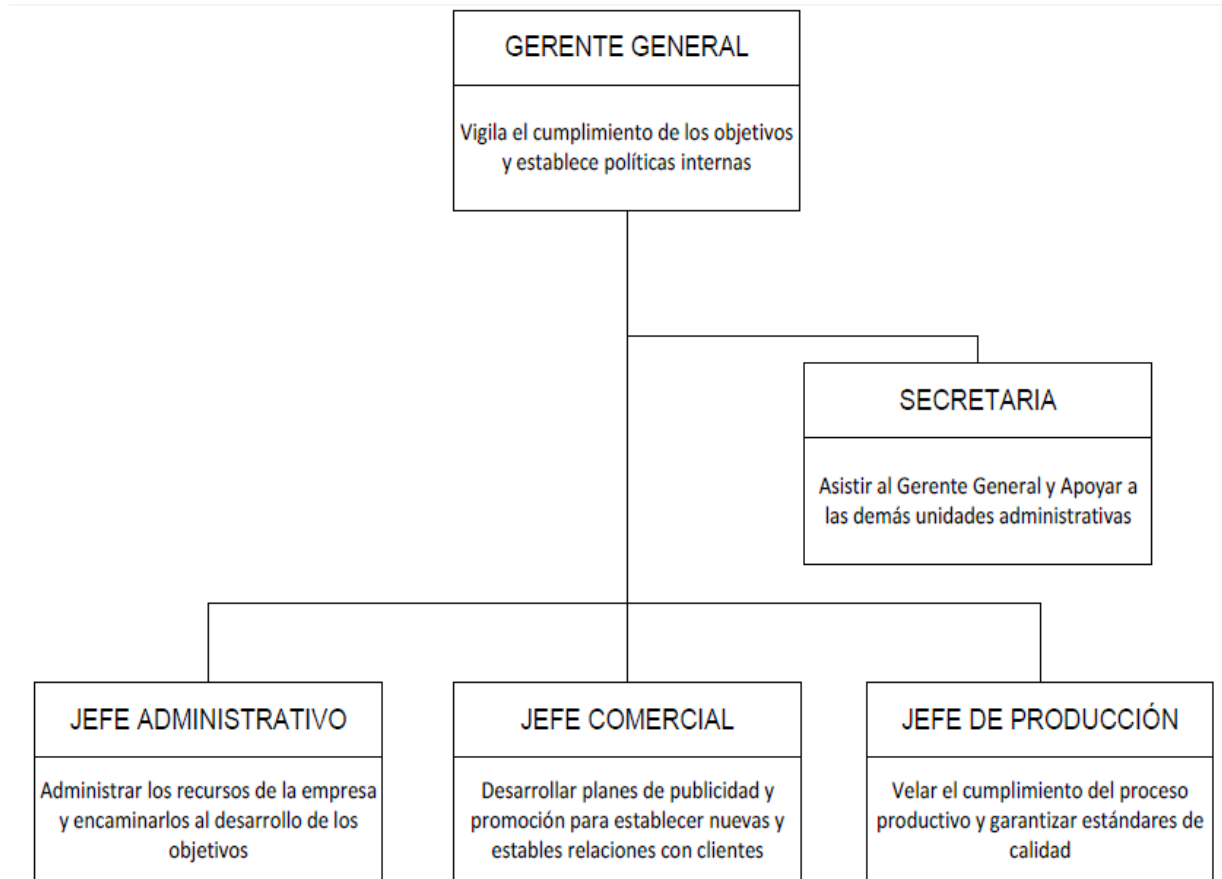 GERENTE GENERAL
Vigila el cumplimiento de los objetivos
y establece políticas internas
SECRETARIA
Asistir al Gerente General y Apoyar a
las demás unidades administrativas
JEFE ADMINISTRATIVO
Administrar los recursos de la empresa
y encaminarlos al desarrollo de los
objetivos
JEFE COMERCIAL
Desarrollar planes de publicidad y
promoción para establecer nuevas y
estables relaciones con clientes
JEFE DE PRODUCCIÓN
Velar el cumplimiento del proceso
productivo y garantizar estándares de
calidad